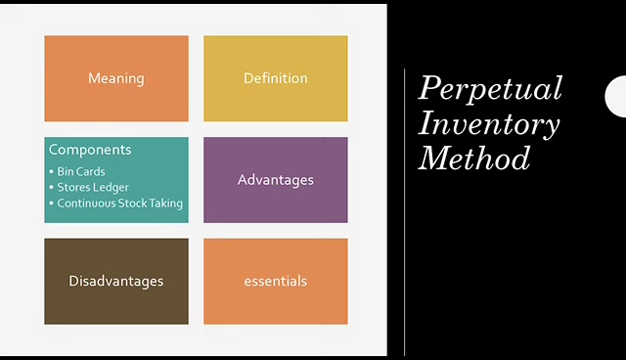 Meaning
Definition
Components
• Bin Cards
• Stores Ledger
• Continuous Stock Taking
Advantages
Disadvantages
essentials
Perpetual
Inventory
Method